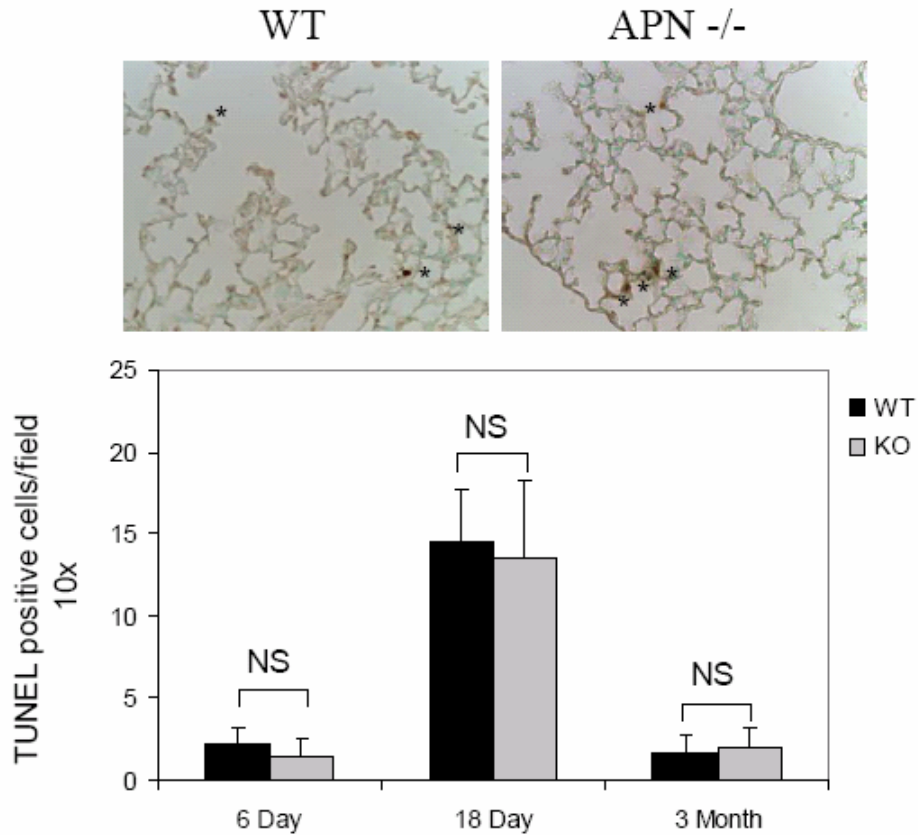 WT
APN -/-
*
*
*
*
*
*
*
TUNEL positive cells/field
10x
25
20
15
10
5
0
NS
NS
NS
WT
KO
6 Day
18 Day
3 Month